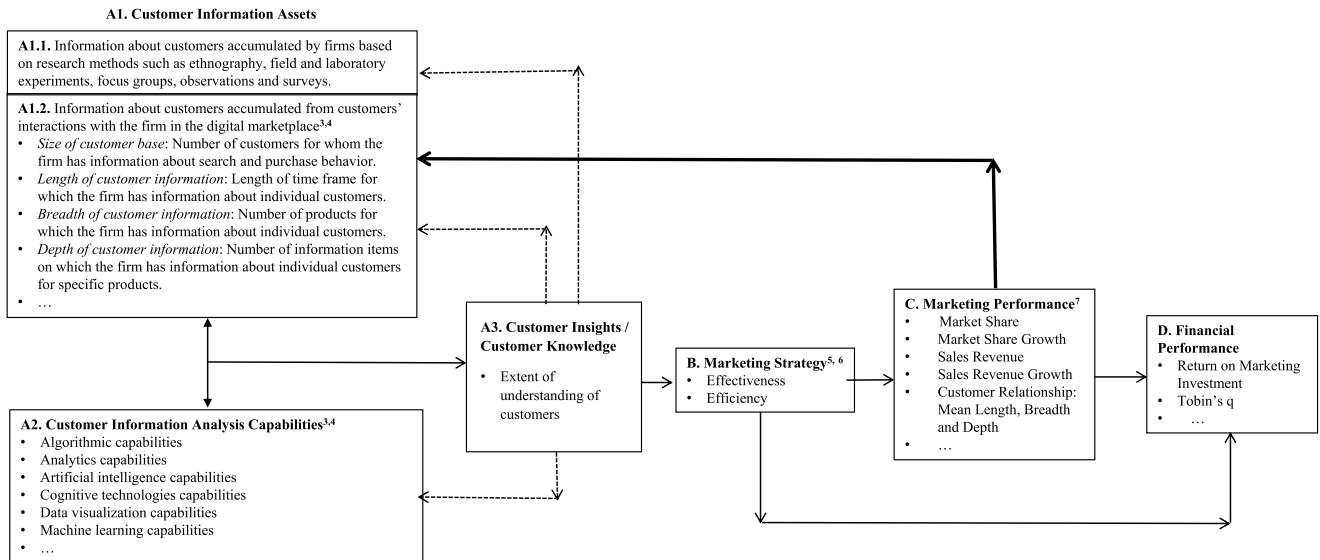 A1. Customer Information Assets
A1.1. Information about customers accumulated by firms based
on research methods such as ethnography, field and laboratory
experiments, focus groups, observations and surveys.
A1.2. Information about customers accumulated from customers’
interactions with the firm in the digital marketplace3,4
• Size of customer base: Number of customers for whom the
firm has information about search and purchase behavior.
• Length of customer information: Length of time frame for
which the firm has information about individual customers.
• Breadth of customer information: Number of products for
which the firm has information about individual customers.
• Depth of customer information: Number of information items
on which the firm has information about individual customers
for specific products.
• …
A2. Customer Information Analysis Capabilities3,4
• Algorithmic capabilities
• Analytics capabilities
• Artificial intelligence capabilities
• Cognitive technologies capabilities
• Data visualization capabilities
• Machine learning capabilities
• …
A3. Customer Insights /
Customer Knowledge
• Extent of
understanding of
customers
B. Marketing Strategy5, 6
• Effectiveness
• Efficiency
C. Marketing Performance7
• Market Share
• Market Share Growth
• Sales Revenue
• Sales Revenue Growth
• Customer Relationship:
Mean Length, Breadth
and Depth
• …
D. Financial
Performance
• Return on Marketing
Investment
• Tobin’s q
• …